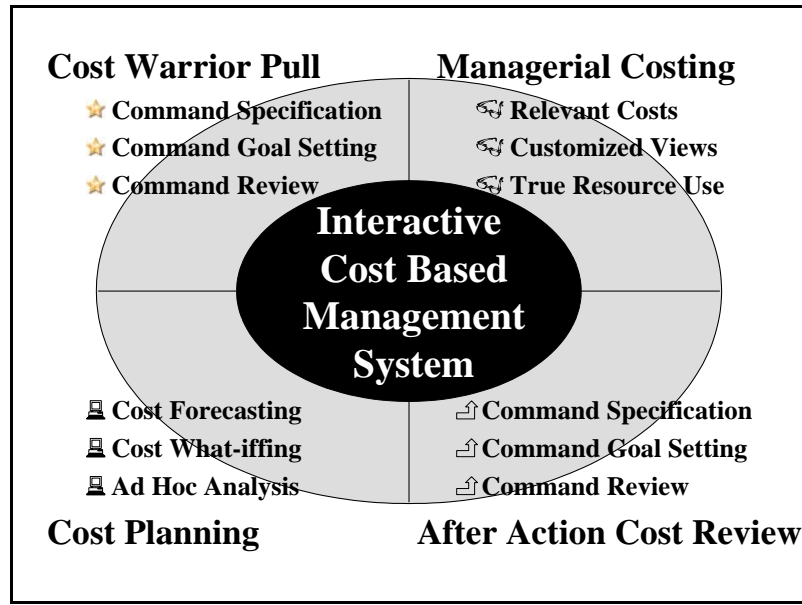 Cost Warrior Pull
Command Specification
Command Goal Setting
Command Review
Managerial Costing
Relevant Costs
Customized Views
True Resource Use
Interactive
Cost Based
Management
System
Cost Forecasting
Cost What-iffing
Ad Hoc Analysis
Cost Planning
Command Specification
Command Goal Setting
Command Review
After Action Cost Review